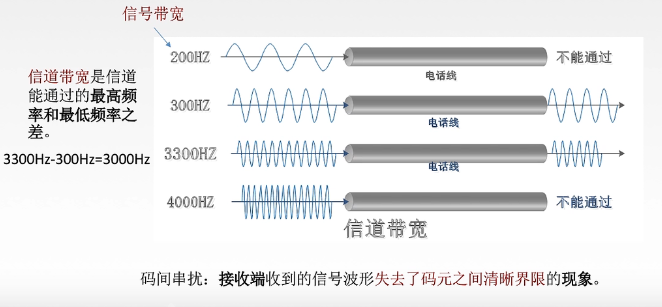 信号带宽
200HZ
电话线
不能通过
信道带宽是信道
能通过的最高频
率和最低频率之
差。
300HZ
电话线
3300HZ
电话线
3300Hz-300Hz=3000Hz
4000HZ
不能通过
信道带宽
码间串扰：接收端收到的信号波形失去了码元之间清晰界限的现象。